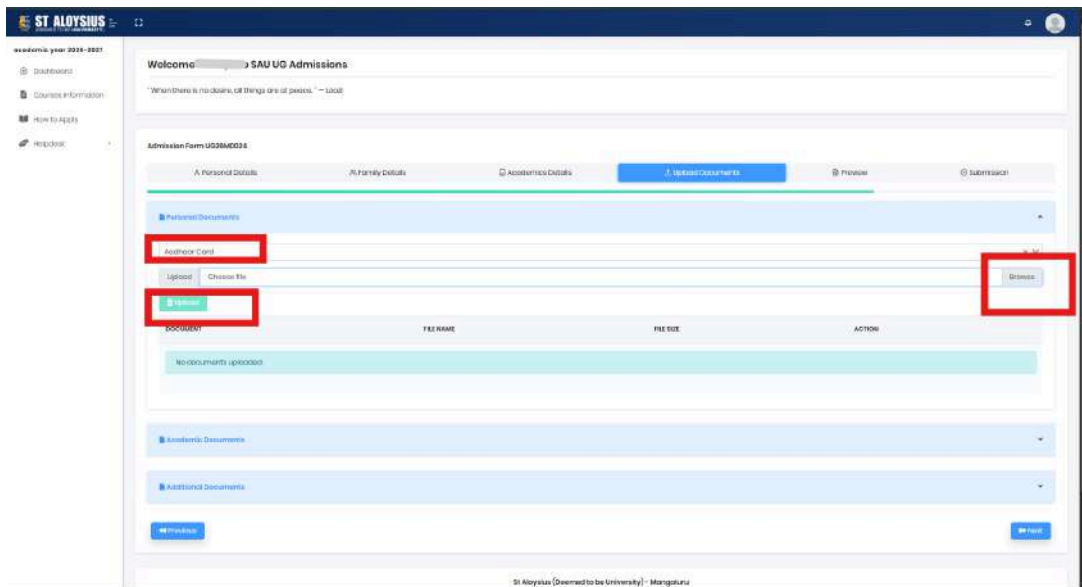 ST ALOYSIUS
academic year 2026-2027
Dashboard
Courses Information
How to Apply
Helpdesk
Welcome SAU UG Admissions
" When there is no desire, all things are at peace. " — Laozi
Admission Form UG26MD024
Personal Details
Family Details
Academics Details
Upload Documents
Preview
Submission
Personal Documents
Aadhaar Card
Upload Choose file Browse
Upload
DOCUMENT FILE NAME FILE SIZE ACTION
No documents uploaded.
Academic Documents
Additional Documents
Previous
Next
St Aloysius (Deemed to be University) - Mangaluru